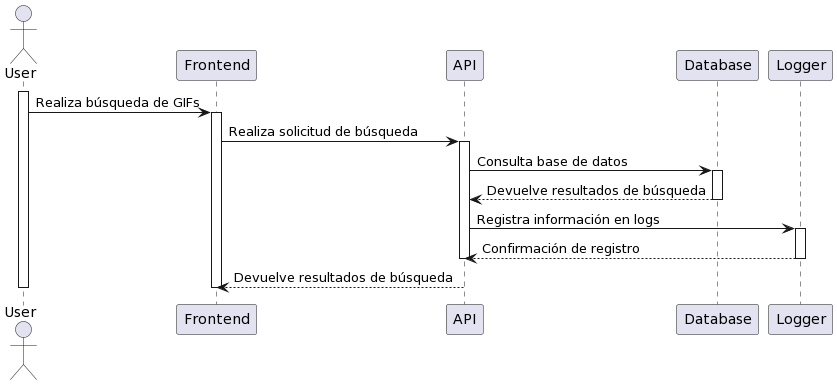 User
Frontend
API
Database
Logger
Realiza búsqueda de GIFs
Realiza solicitud de búsqueda
Consulta base de datos
Devuelve resultados de búsqueda
Registra información en logs
Confirmación de registro
Devuelve resultados de búsqueda
User
Frontend
API
Database
Logger